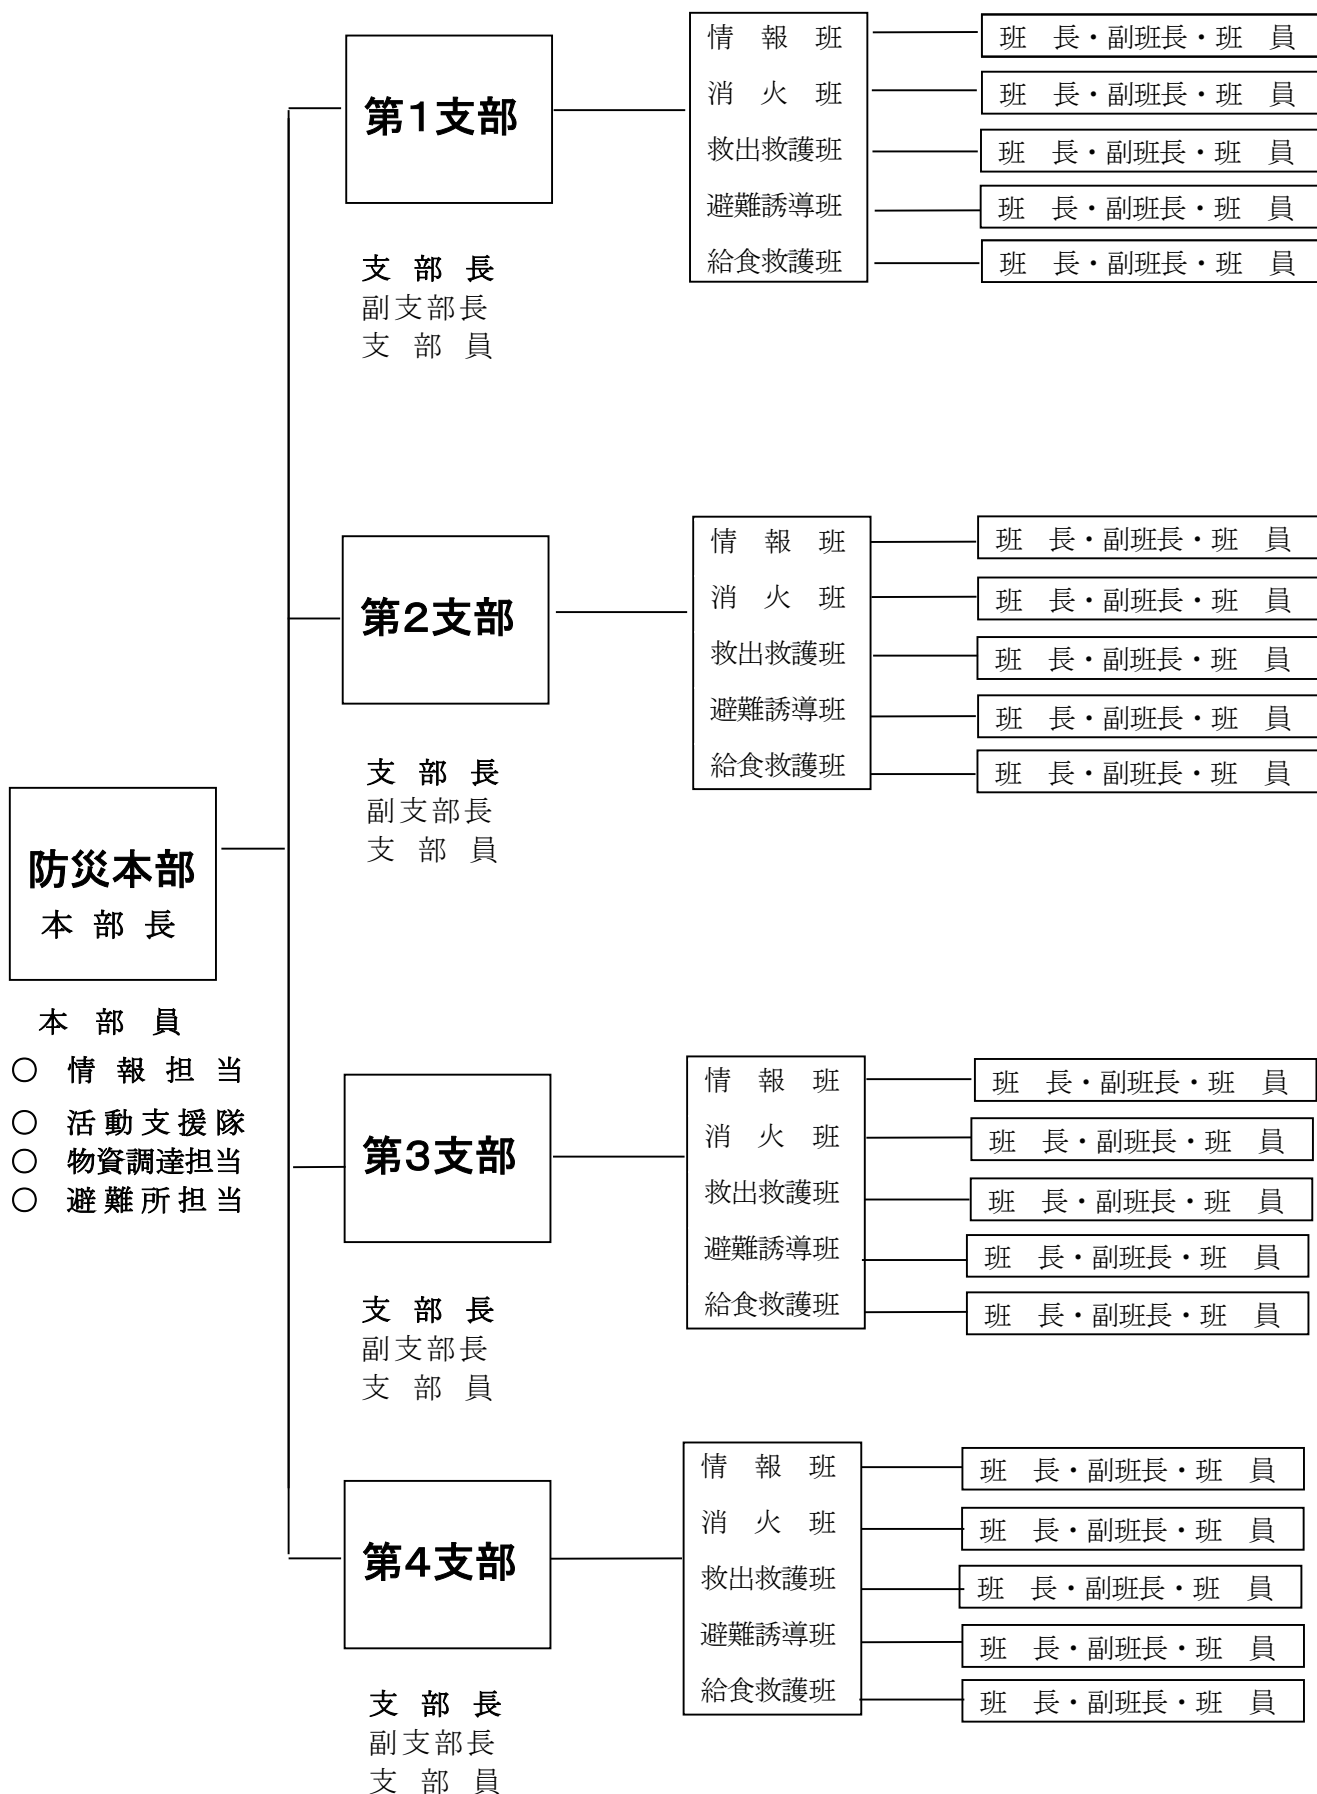 防災本部
本 部 長
本 部 員
○ 情 報 担 当
○ 活動支援隊
○ 物資調達担当
○ 避難所担当
第1支部
支 部 長
副支部長
支 部 員
情 報 班
班 長・副班長・班 員
消 火 班
班 長・副班長・班 員
救出救護班
班 長・副班長・班 員
避難誘導班
班 長・副班長・班 員
給食救護班
班 長・副班長・班 員
第2支部
支 部 長
副支部長
支 部 員
情 報 班
班 長・副班長・班 員
消 火 班
班 長・副班長・班 員
救出救護班
班 長・副班長・班 員
避難誘導班
班 長・副班長・班 員
給食救護班
班 長・副班長・班 員
第3支部
支 部 長
副支部長
支 部 員
情 報 班
班 長・副班長・班 員
消 火 班
班 長・副班長・班 員
救出救護班
班 長・副班長・班 員
避難誘導班
班 長・副班長・班 員
給食救護班
班 長・副班長・班 員
第4支部
支 部 長
副支部長
支 部 員
情 報 班
班 長・副班長・班 員
消 火 班
班 長・副班長・班 員
救出救護班
班 長・副班長・班 員
避難誘導班
班 長・副班長・班 員
給食救護班
班 長・副班長・班 員